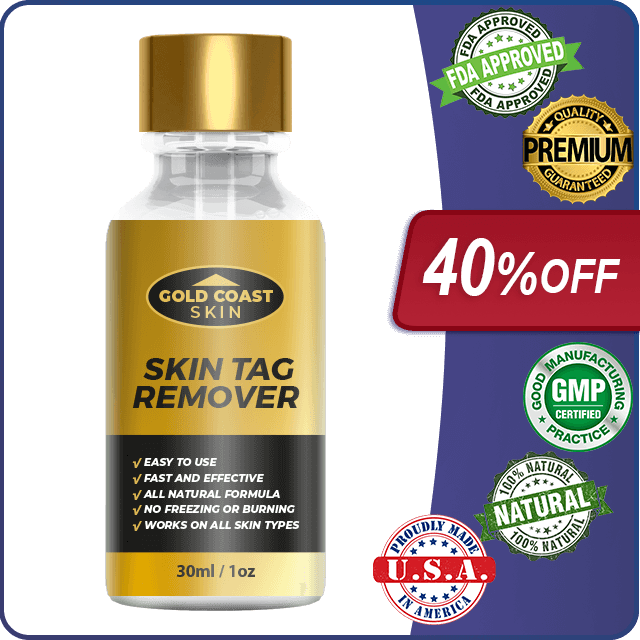 GOLD COAST
SKIN
SKIN TAG
REMOVER
✓ EASY TO USE
✓ FAST AND EFFECTIVE
✓ ALL NATURAL FORMULA
✓ NO FREEZING OR BURNING
✓ WORKS ON ALL SKIN TYPES
30ml / 1oz
FDA APPROVED
FDA APPROVED
FDA APPROVED
QUALITY
PREMIUM
GUARANTEED
40%OFF
GOOD MANUFACTURING
GMP
CERTIFIED
PRACTICE
100% NATURAL
NATURAL
100% NATURAL
PROUDLY MADE
U.S.A.
IN AMERICA